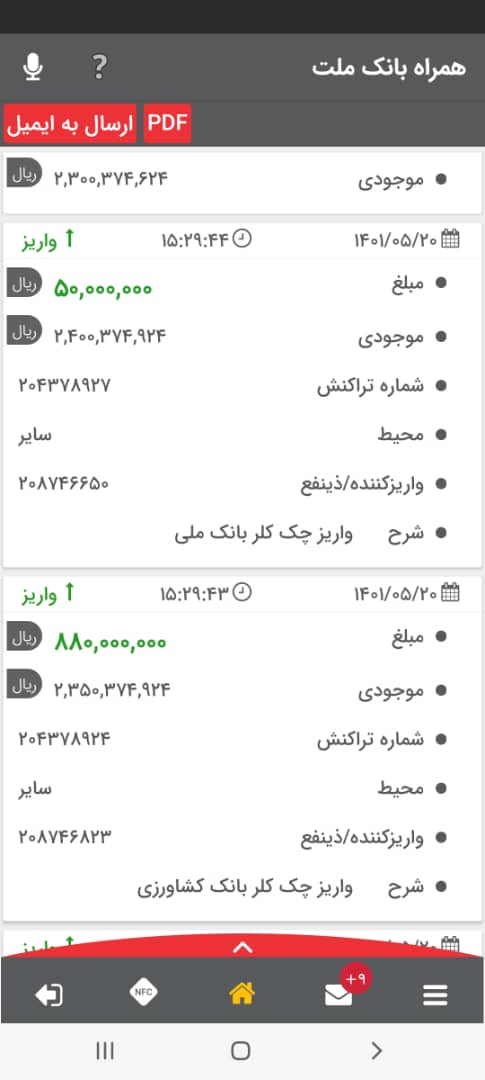 همراه بانک ملت ?
PDF ارسال به ایمیل
موجودی ۲,۳۰۰,۳۷۴,۶۲۴ ریال
۱۴۰۱/۰۵/۲۰ ۱۵:۲۹:۴۴ واریز
مبلغ ۵۰,۰۰۰,۰۰۰ ریال
موجودی ۲,۴۰۰,۳۷۴,۹۲۴ ریال
شماره تراکنش ۲۰۴۳۷۸۹۲۷
محیط سایر
واریزکننده/ذینفع ۲۰۸۷۴۶۶۵۰
شرح واریز چک کلر بانک ملی
۱۴۰۱/۰۵/۲۰ ۱۵:۲۹:۴۳ واریز
مبلغ ۸۸۰,۰۰۰,۰۰۰ ریال
موجودی ۲,۳۵۰,۳۷۴,۹۲۴ ریال
شماره تراکنش ۲۰۴۳۷۸۹۲۴
محیط سایر
واریزکننده/ذینفع ۲۰۸۷۴۶۸۲۳
شرح واریز چک کلر بانک کشاورزی
واریز
+۹
NFC